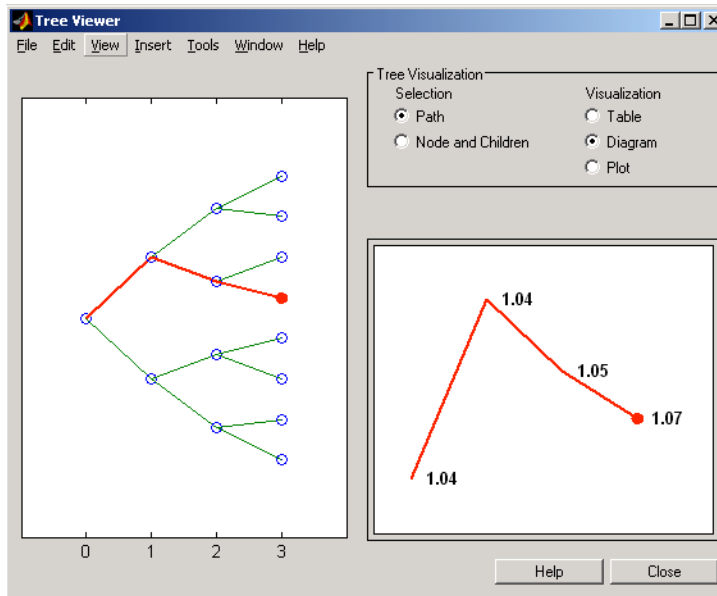 Tree Viewer
File Edit View Insert Tools Window Help
Tree Visualization
Selection
Visualization
Path
Table
Node and Children
Diagram
Plot
1.04
1.05
1.07
1.04
0 1 2 3
Help
Close